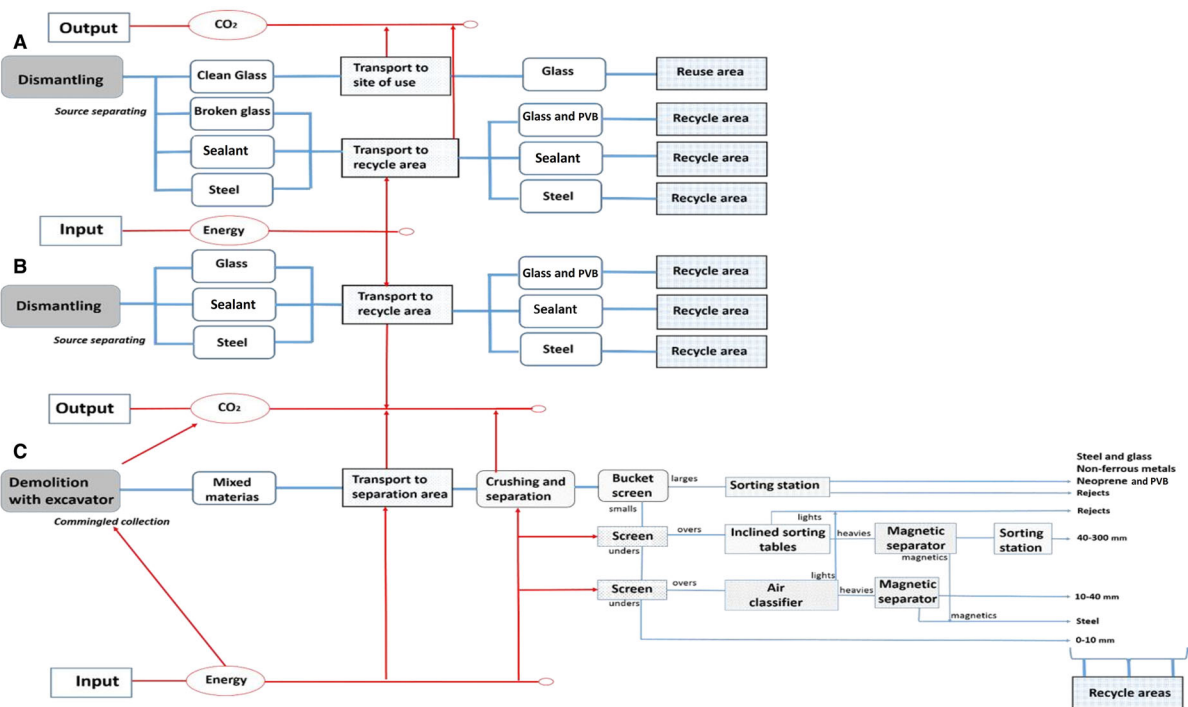 Output
CO₂
A
Dismantling
Source separating
Clean Glass
Broken glass
Sealant
Steel
Transport to
site of use
Transport to
recycle area
Glass
Reuse area
Glass and PVB
Recycle area
Sealant
Recycle area
Steel
Recycle area
Input
Energy
B
Dismantling
Source separating
Glass
Sealant
Steel
Transport to
recycle area
Glass and PVB
Recycle area
Sealant
Recycle area
Steel
Recycle area
Output
CO₂
C
Demolition
with excavator
Commingled collection
Mixed
materias
Transport to
separation area
Crushing and
separation
Bucket
screen
larges
Sorting station
Steel and glass
Non-ferrous metals
Neoprene and PVB
Rejects
smalls
Screen
overs
unders
Inclined sorting
tables
lights
Rejects
heavies
Magnetic
separator
magnetics
Sorting
station
40-300 mm
Screen
overs
unders
Air
classifier
lights
heavies
Magnetic
separator
magnetics
10-40 mm
Steel
0-10 mm
Input
Energy
Recycle areas